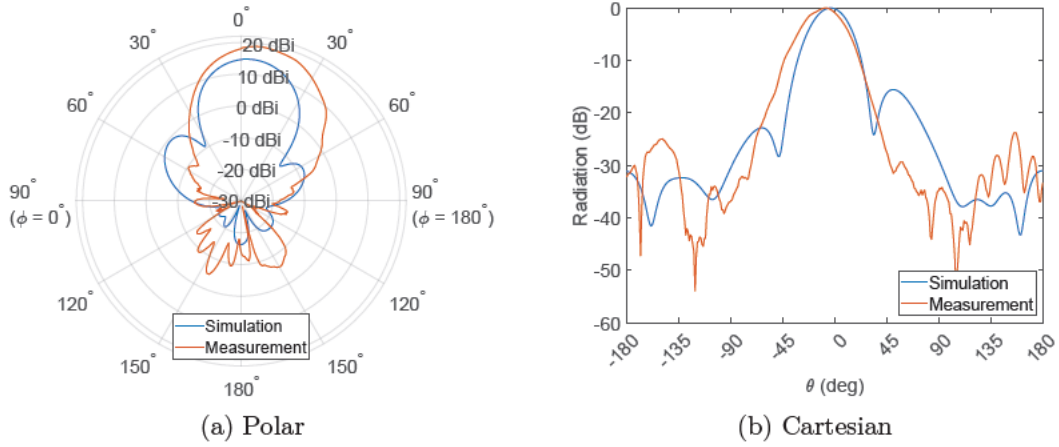 0°
30°
30°
60°
60°
90°
(ϕ = 0°)
90°
(ϕ = 180°)
120°
120°
150°
150°
180°
20 dBi
10 dBi
0 dBi
-10 dBi
-20 dBi
-30 dBi
Simulation
Measurement
(a) Polar
0
-10
-20
-30
-40
-50
-60
Radiation (dB)
-180
-135
-90
-45
0
45
90
135
180
θ (deg)
Simulation
Measurement
(b) Cartesian